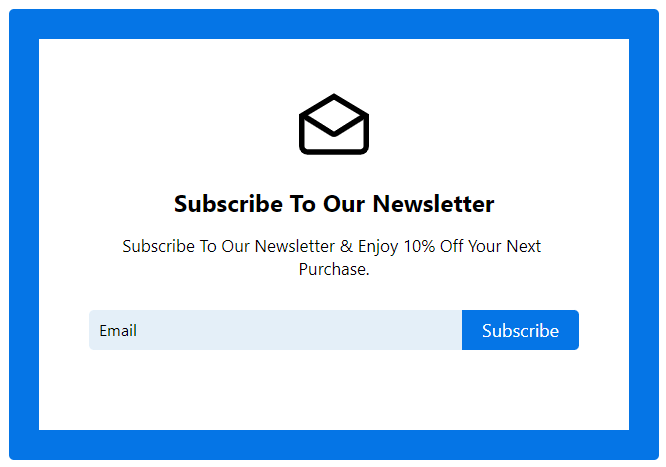 Subscribe To Our Newsletter
Subscribe To Our Newsletter & Enjoy 10% Off Your Next
Purchase.
Email
Subscribe